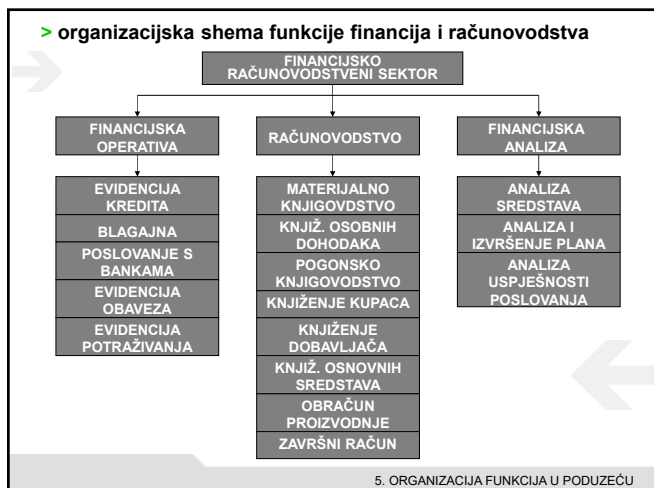 > organizacijska shema funkcije financija i računovodstva
FINANCIJSKO
RAČUNOVODSTVENI SEKTOR
FINANCIJSKA
OPERATIVA
RAČUNOVODSTVO
FINANCIJSKA
ANALIZA
EVIDENCIJA
KREDITA
BLAGAJNA
POSLOVANJE S
BANKAMA
EVIDENCIJA
OBAVEZA
EVIDENCIJA
POTRAŽIVANJA
MATERIJALNO
KNJIGOVDSTVO
KNJIŽ. OSOBNIH
DOHODAKA
POGONSKO
KNJIGOVODSTVO
KNJIŽENJE KUPACA
KNJIŽENJE
DOBAVLJAČA
KNJIŽ. OSNOVNIH
SREDSTAVA
OBRAČUN
PROIZVODNJE
ZAVRŠNI RAČUN
ANALIZA
SREDSTAVA
ANALIZA I
IZVRŠENJE PLANA
ANALIZA
USPJEŠNOSTI
POSLOVANJA
5. ORGANIZACIJA FUNKCIJA U PODUZEĆU